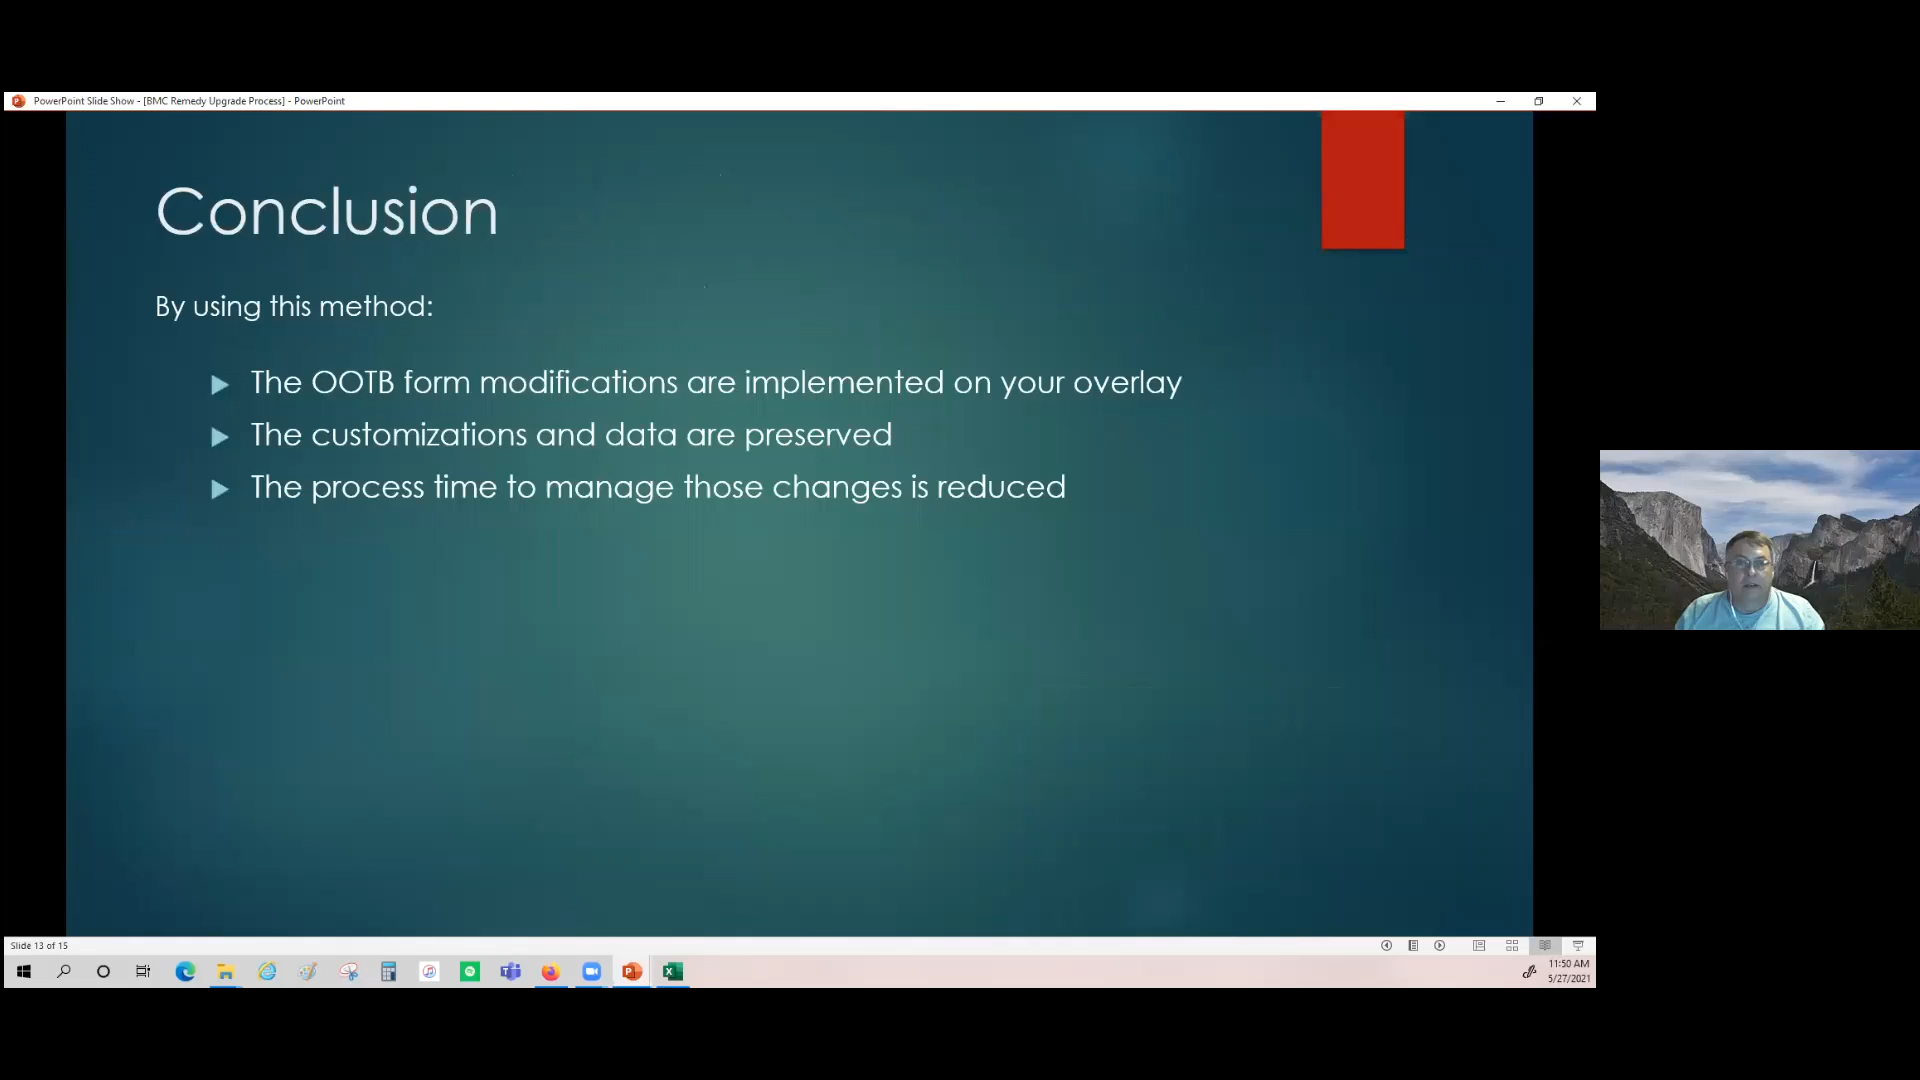 PowerPoint Slide Show - [BMC Remedy Upgrade Process] - PowerPoint
Conclusion
By using this method:
The OOTB form modifications are implemented on your overlay
The customizations and data are preserved
The process time to manage those changes is reduced
Slide 13 of 15
11:50 AM
5/27/2021